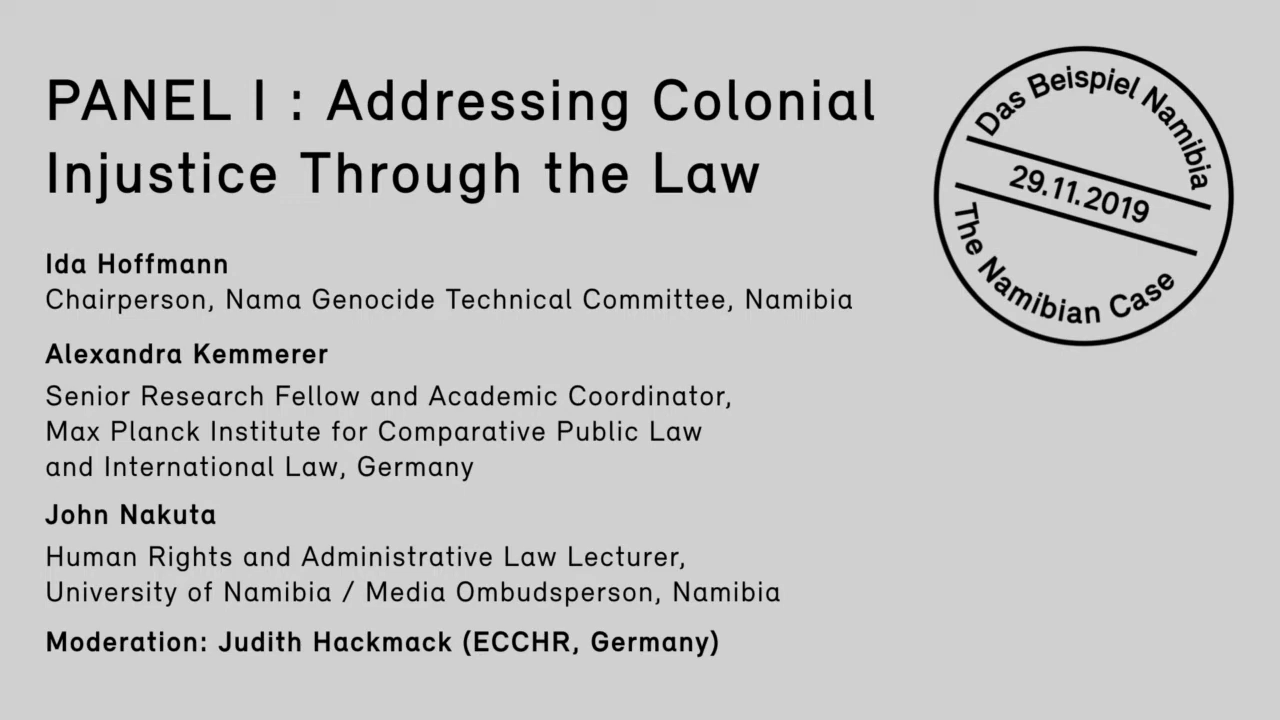 PANEL I : Addressing Colonial
Injustice Through the Law
Ida Hoffmann
Chairperson, Nama Genocide Technical Committee, Namibia
Alexandra Kemmerer
Senior Research Fellow and Academic Coordinator,
Max Planck Institute for Comparative Public Law
and International Law, Germany
John Nakuta
Human Rights and Administrative Law Lecturer,
University of Namibia / Media Ombudsperson, Namibia
Moderation: Judith Hackmack (ECCHR, Germany)
Das Beispiel Namibia
29.11.2019
The Namibian Case